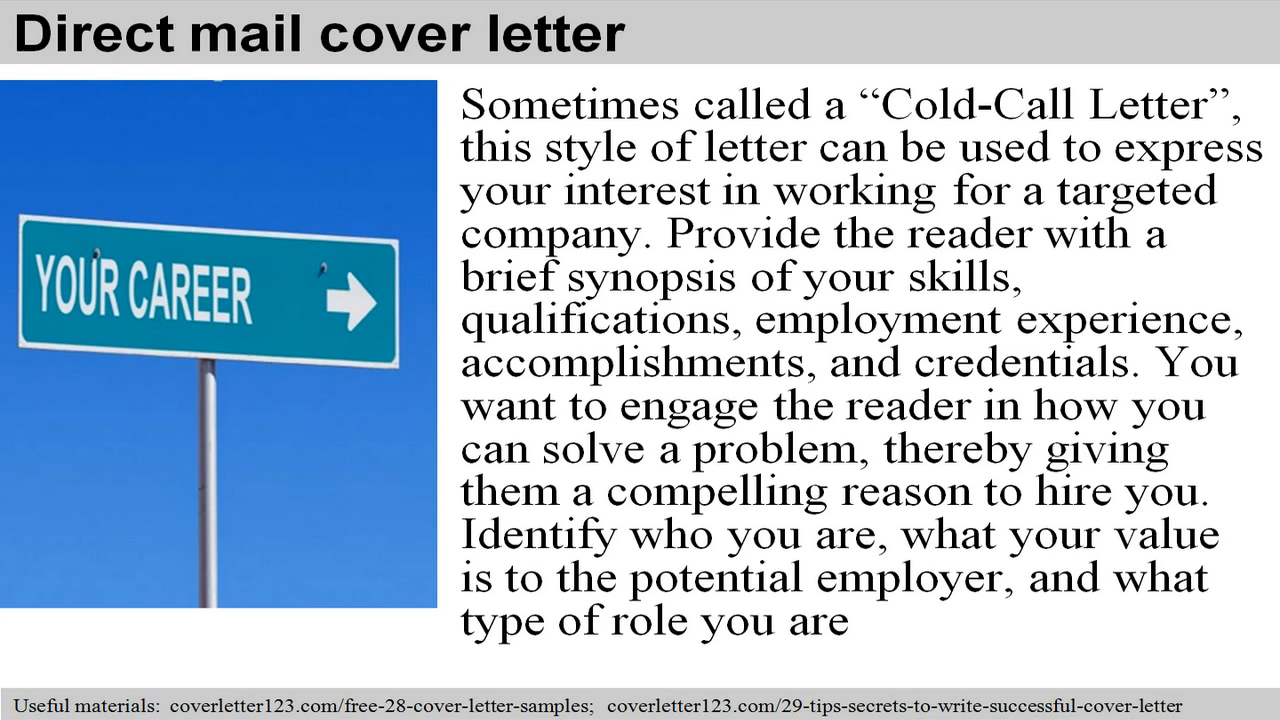 Direct mail cover letter
YOUR CAREER
Sometimes called a “Cold-Call Letter”,
this style of letter can be used to express
your interest in working for a targeted
company. Provide the reader with a
brief synopsis of your skills,
qualifications, employment experience,
accomplishments, and credentials. You
want to engage the reader in how you
can solve a problem, thereby giving
them a compelling reason to hire you.
Identify who you are, what your value
is to the potential employer, and what
type of role you are
Useful materials: coverletter123.com/free-28-cover-letter-samples; coverletter123.com/29-tips-secrets-to-write-successful-cover-letter